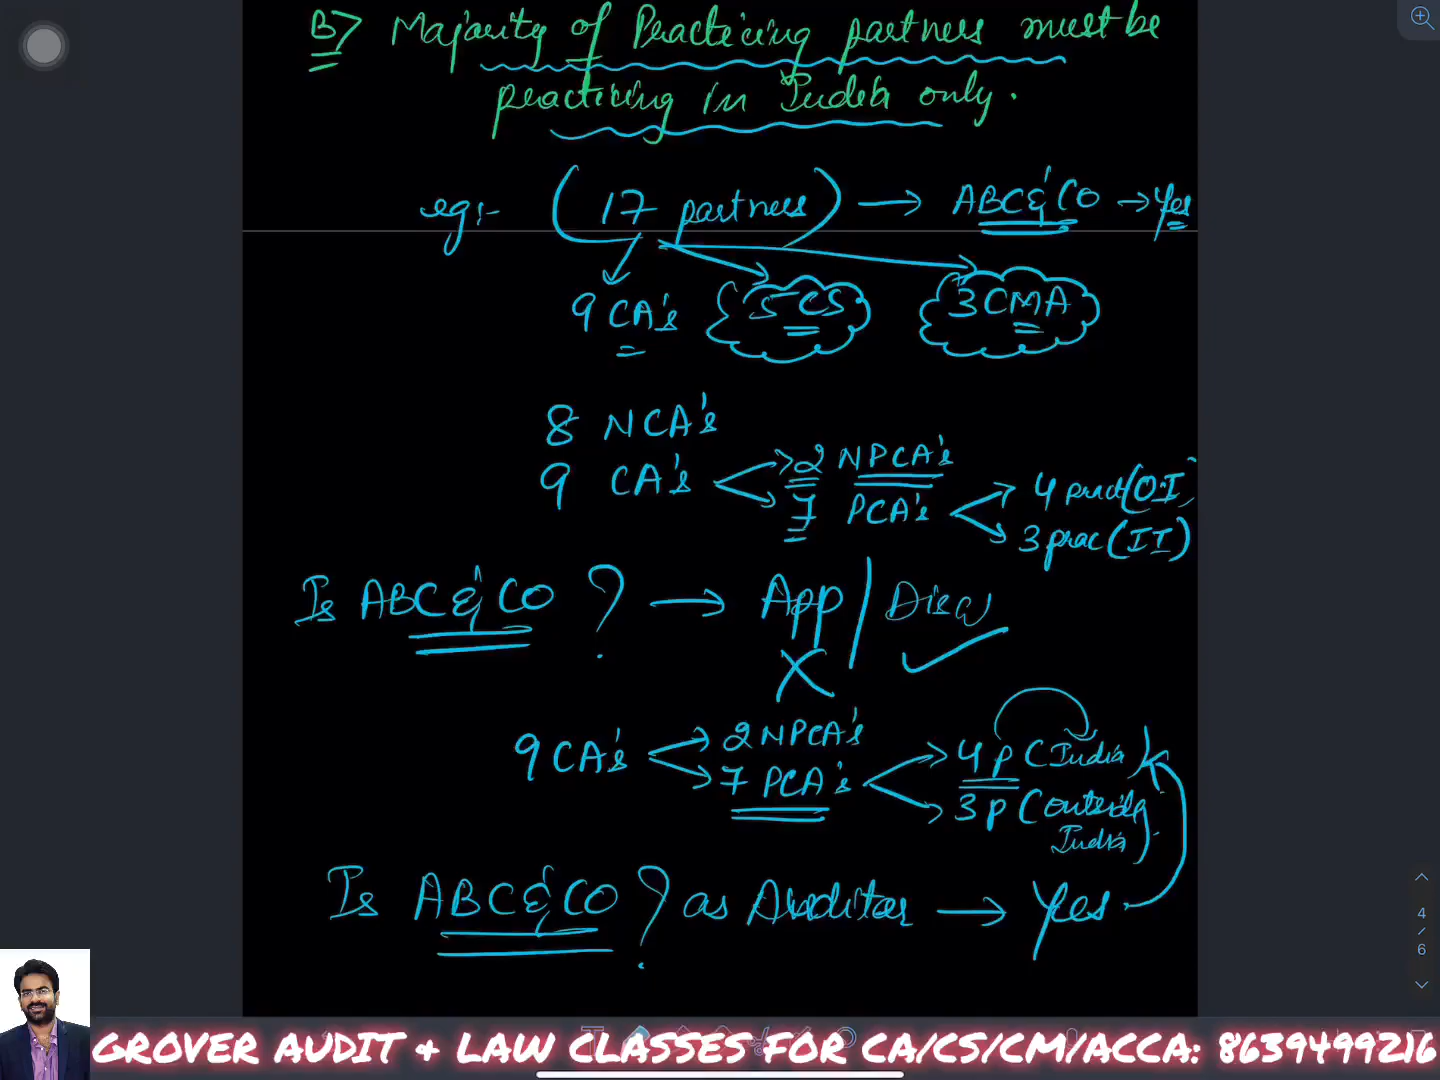 B> Majority of Practicing partners must be
practicing in India only.
eg:- (17 partners) → ABC & CO → Yes
9 CA's 5 CS 3 CMA
8 NCA's
9 CA's 2 NPCA's
7 PCA's 4 pract (O.I)
3 prac (II)
Is ABC & CO ? → App / Disq
X ✓
9 CA's 2 NPCA's 4 p (India)
7 PCA's 3 p (outside
India)
Is ABC & CO ? as Auditor → Yes
4
/
6
GROVER AUDIT & LAW CLASSES FOR CA/CS/CM/ACCA: 8639499216